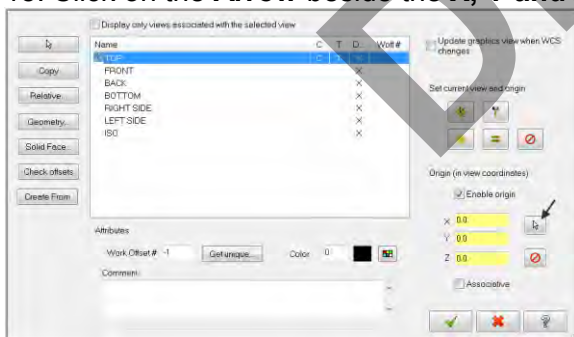 Click on the Arrow beside the X, Y and
Display only views associated with the selected view
Name C T D.. Work #
TOP C T X
FRONT X
BACK X
BOTTOM X
RIGHT SIDE X
LEFT SIDE X
ISO X
Copy
Relative
Geometry..
Solid Face..
Check offsets
Create From
Attributes
Work Offset # -1 Get unique... Color 0
Comment
Update graphics view when WCS
changes
Set current view and origin
Origin (in view coordinates)
Enable origin
X 0.0
Y 0.0
Z 0.0
Associative